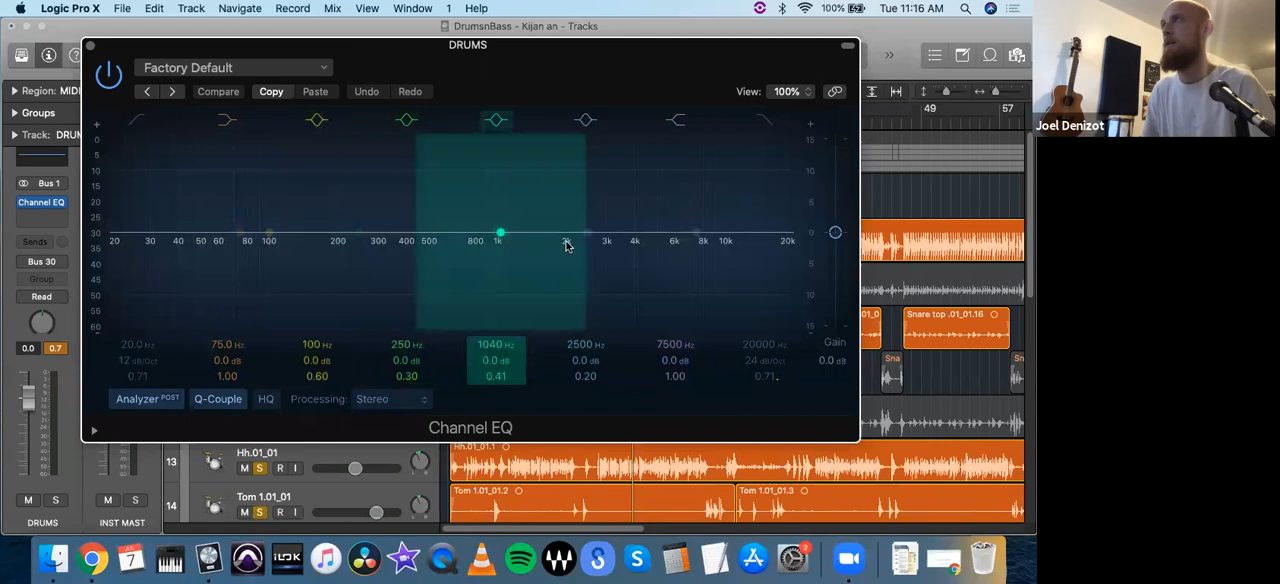 Logic Pro X File Edit Track Navigate Record Mix View Window 1 Help 100% Tue 11:16 AM
DrumsnBass - Kijan an - Tracks
DRUMS
Factory Default
Compare Copy Paste Undo Redo View: 100%
Region: MIDI
Groups
Track: DRUM
49 57
Bus 1
Channel EQ
Sends
Bus 30
Group
Read
0.0 0.7
M S M S
DRUMS INST MAST
+ +
0 15
5
10 10
15
20 5
25
30 0
35
40 5
45
50 10
55
60 15
20 30 40 50 60 80 100 200 300 400 500 800 1k 2k 3k 4k 6k 8k 10k 20k
20.0 Hz 75.0 Hz 100 Hz 250 Hz 1040 Hz 2500 Hz 7500 Hz 20000 Hz Gain
12 dB/Oct 0.0 dB 0.0 dB 0.0 dB 0.0 dB 0.0 dB 0.0 dB 24 dB/Oct 0.0 dB
0.71 1.00 0.60 0.30 0.41 0.20 1.00 0.71
Analyzer POST Q-Couple HQ Processing: Stereo
Channel EQ
01_0 Snare top .01_01.16
Sna Sn
13 Hh.01_01
M S R I
Hh.01_01.1
14 Tom 1.01_01
M S R I
Tom 1.01_01.2 Tom 1.01_01.3
Joel Denizot